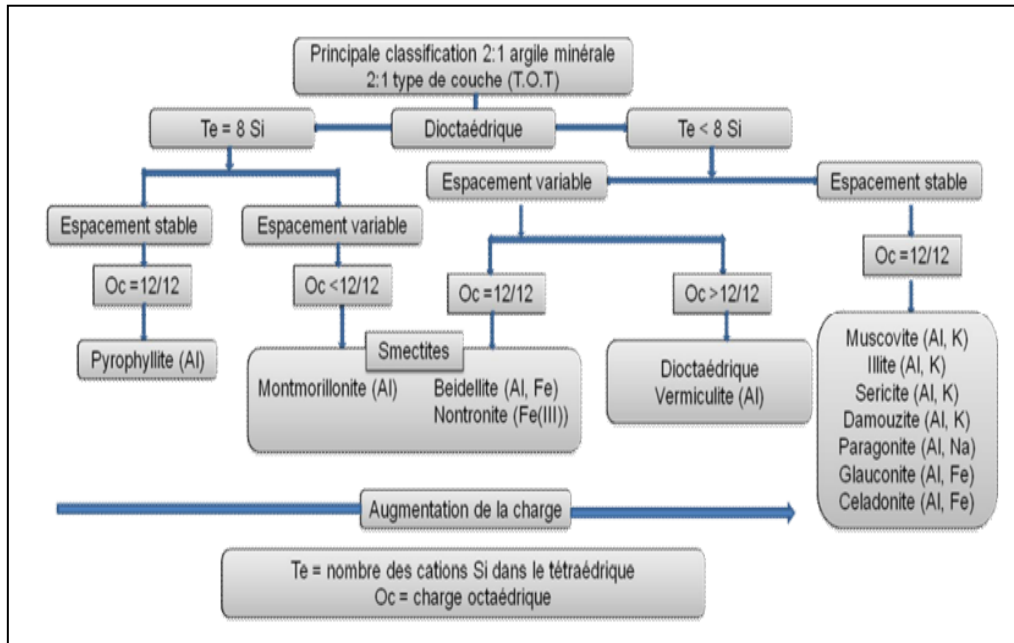 Principale classification 2:1 argile minérale
2:1 type de couche (T.O.T)
Te = 8 Si
Dioctaédrique
Te < 8 Si
Espacement variable
Espacement stable
Espacement stable
Espacement variable
Oc =12/12
Oc =12/12
Oc <12/12
Oc =12/12
Oc >12/12
Pyrophyllite (Al)
Smectites
Montmorillonite (Al)
Beidellite (Al, Fe)
Nontronite (Fe(III))
Dioctaédrique
Vermiculite (Al)
Muscovite (Al, K)
Illite (Al, K)
Sericite (Al, K)
Damouzite (Al, K)
Paragonite (Al, Na)
Glauconite (Al, Fe)
Celadonite (Al, Fe)
Augmentation de la charge
Te = nombre des cations Si dans le tétraédrique
Oc = charge octaédrique